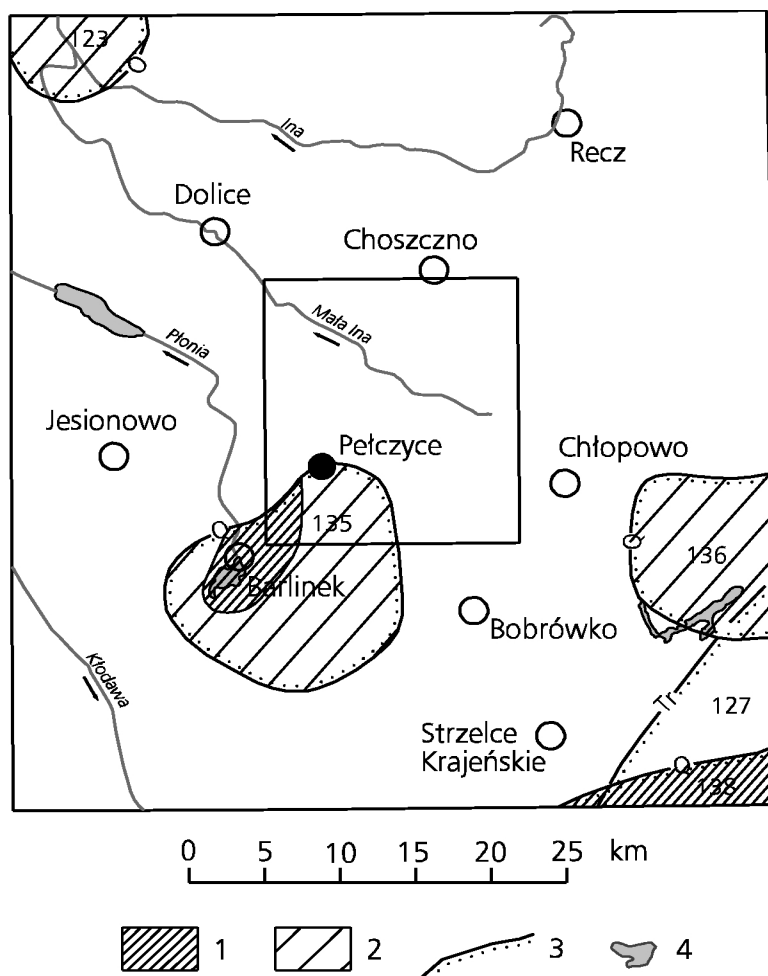 123
Q
Ina
Recz
Dolice
Choszczno
Mała Ina
Płonia
Jesionowo
Pełczyce
Chłopowo
Q
135
Q
136
Barlinek
Bobrówko
Kłodawa
Tr
127
Strzelce
Krajeńskie
Q
138
0 5 10 15 20 25 km
1 2 3 4